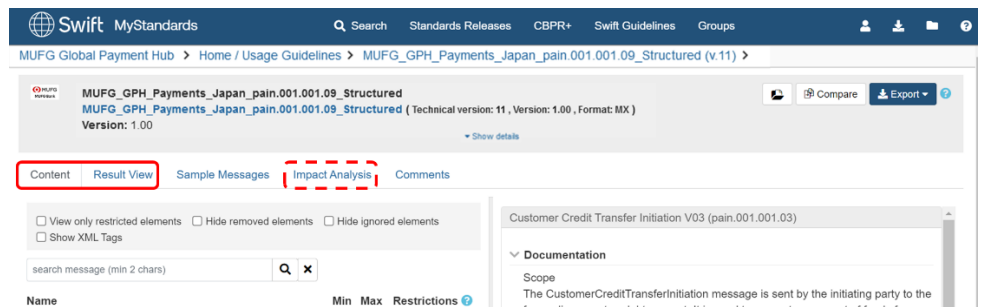 Swift MyStandards Search Standards Releases CBPR+ Swift Guidelines Groups
MUFG Global Payment Hub > Home / Usage Guidelines > MUFG_GPH_Payments_Japan_pain.001.001.09_Structured (v.11) >
MUFG
MUFG Bank
MUFG_GPH_Payments_Japan_pain.001.001.09_Structured
MUFG_GPH_Payments_Japan_pain.001.001.09_Structured ( Technical version: 11 , Version: 1.00 , Format: MX )
Version: 1.00
Compare Export
Show details
Content Result View Sample Messages Impact Analysis Comments
View only restricted elements Hide removed elements Hide ignored elements
Show XML Tags
search message (min 2 chars)
Name Min Max Restrictions
Customer Credit Transfer Initiation V03 (pain.001.001.03)
Documentation
Scope
The CustomerCreditTransferInitiation message is sent by the initiating party to the